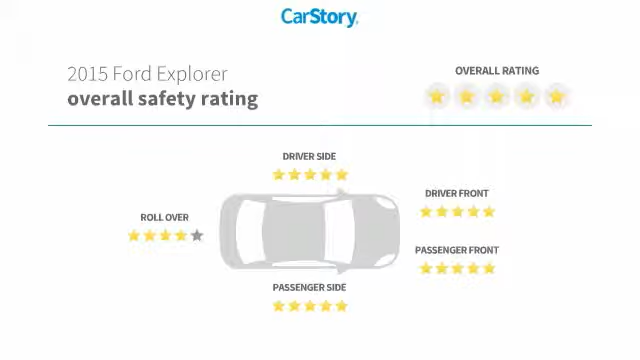 CarStory
2015 Ford Explorer
overall safety rating
OVERALL RATING
DRIVER SIDE
DRIVER FRONT
ROLL OVER
PASSENGER FRONT
PASSENGER SIDE